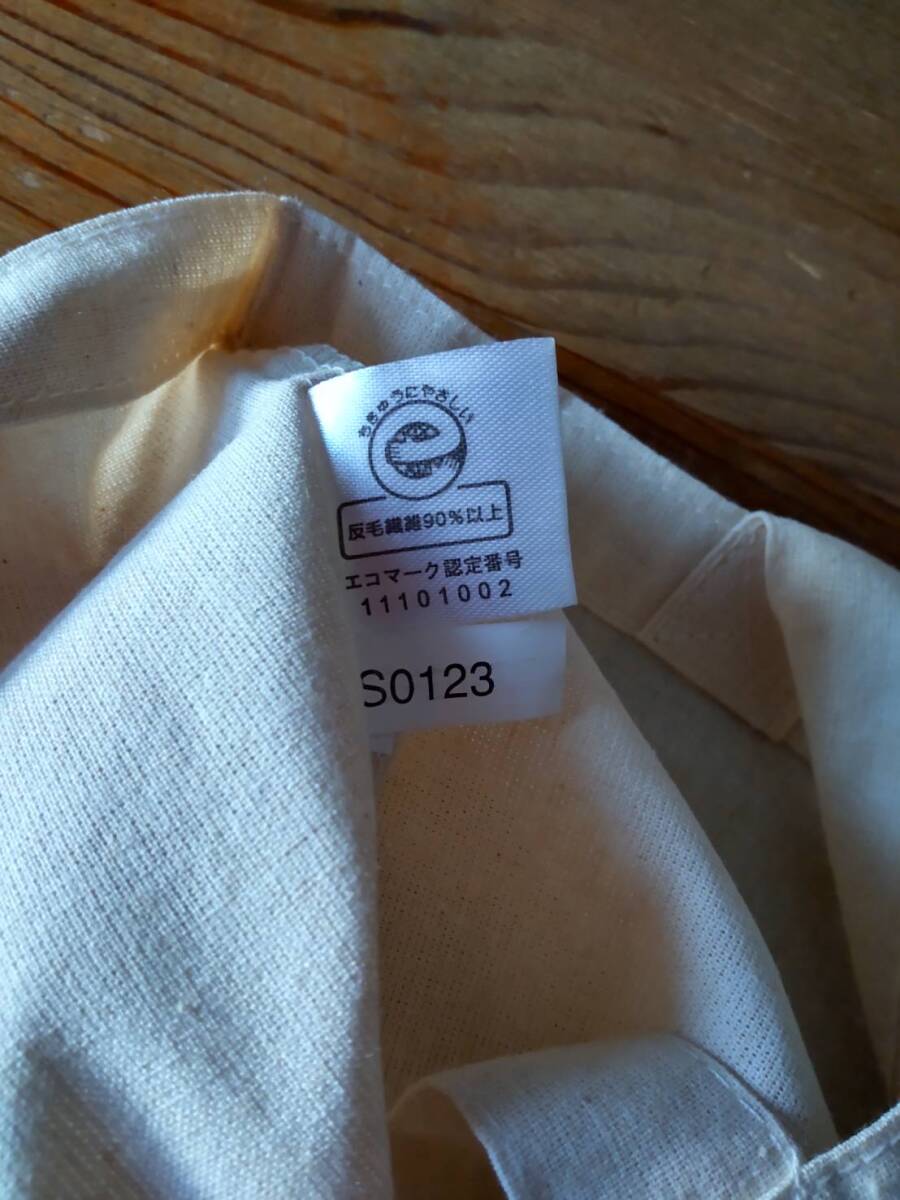 ちきゅうにやさしい
反毛繊維90%以上
エコマーク認定番号
11101002
S0123